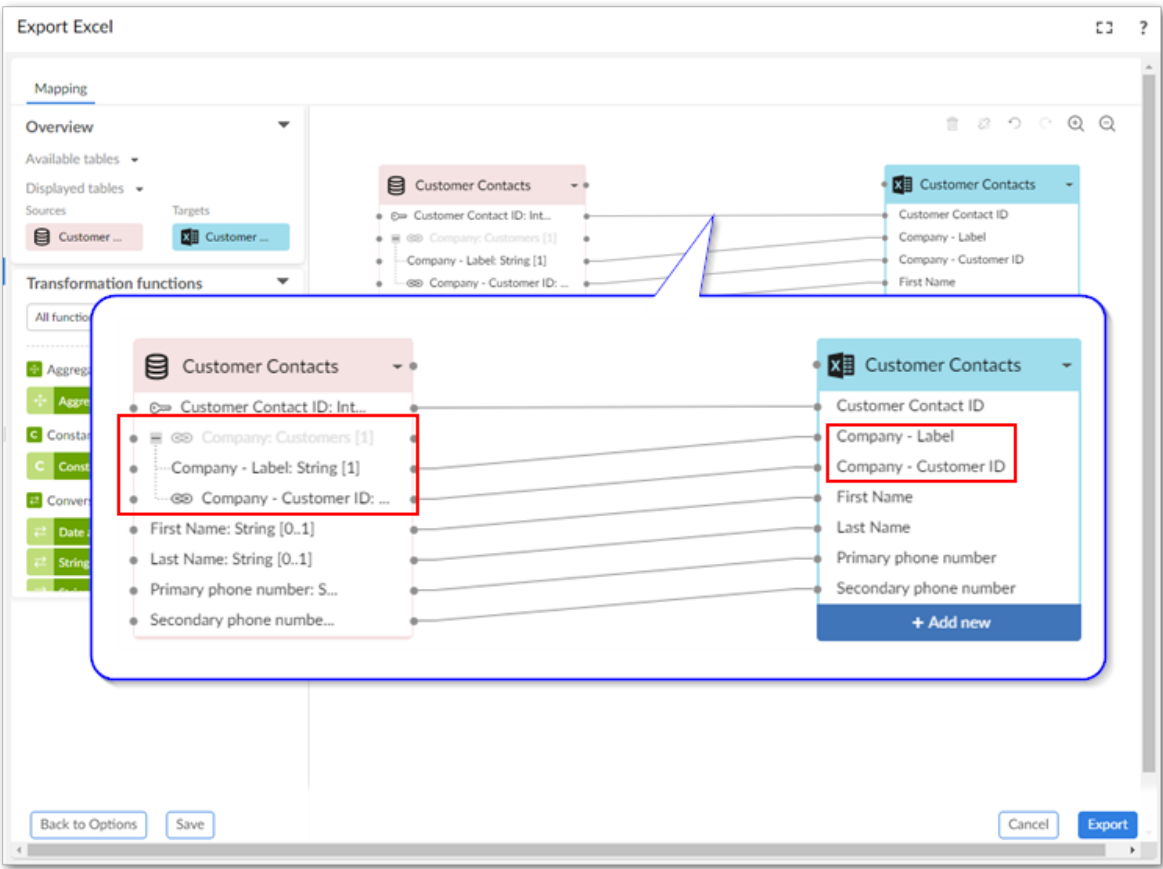 Export Excel
?
Mapping
Overview
Available tables
Displayed tables
Sources
Targets
Customer ...
Customer ...
Customer Contacts
Customer Contact ID: Int...
Company: Customers [1]
Company - Label: String [1]
Company - Customer ID: ...
Customer Contacts
Customer Contact ID
Company - Label
Company - Customer ID
First Name
Transformation functions
All functio
Aggreg
Aggre
C Constan
C Const
Convers
Date
String
Customer Contacts
Customer Contact ID: Int...
Company: Customers [1]
Company - Label: String [1]
Company - Customer ID: ...
First Name: String [0..1]
Last Name: String [0..1]
Primary phone number: S...
Secondary phone numbe...
Customer Contacts
Customer Contact ID
Company - Label
Company - Customer ID
First Name
Last Name
Primary phone number
Secondary phone number
+ Add new
Back to Options
Save
Cancel
Export